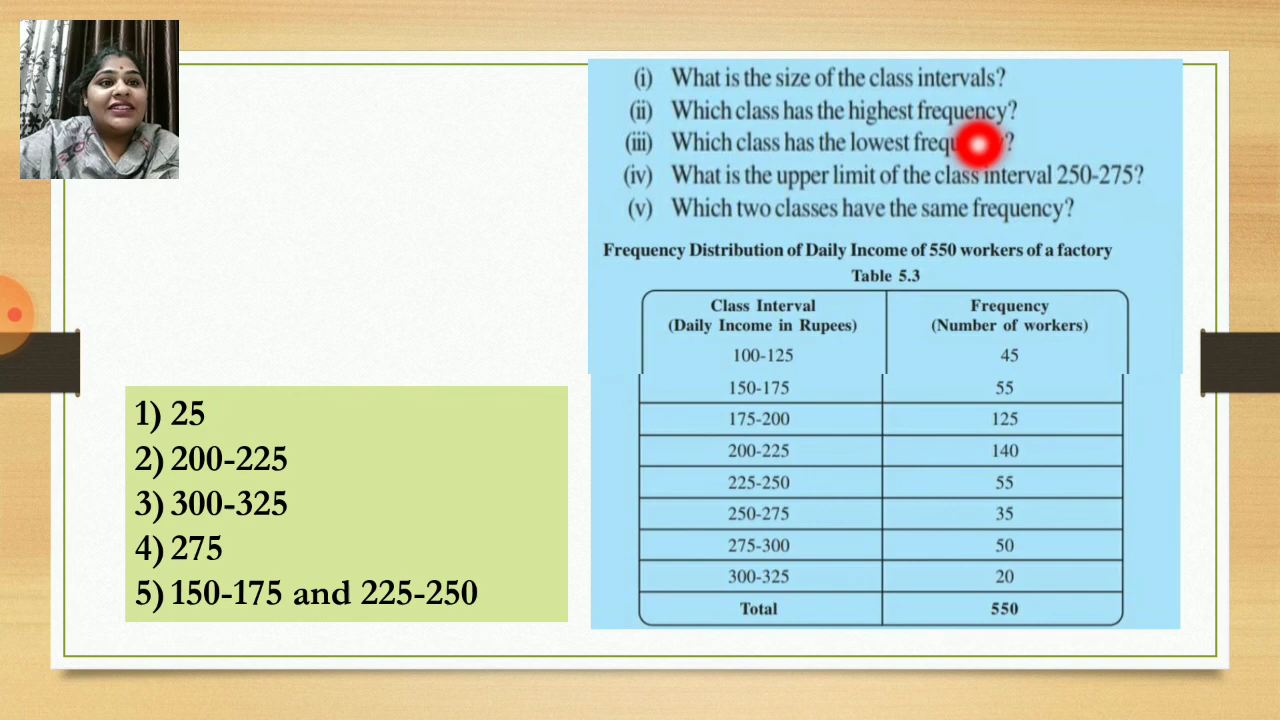 (i) What is the size of the class intervals?
(ii) Which class has the highest frequency?
(iii) Which class has the lowest
(iv) What is the upper limit of the class interval 250-275?
(v) Which two classes have the same frequency?
Frequency Distribution of Daily Income of 550 workers of a factory
Table 5.3
Class Interval Frequency
(Daily Income in Rupees) (Number of workers)
100-125 45
150-175 55
175-200 125
200-225 140
225-250 55
250-275 35
275-300 50
300-325 20
Total 550
1) 25
2) 200-225
3) 300-325
4) 275
5) 150-175 and 225-250